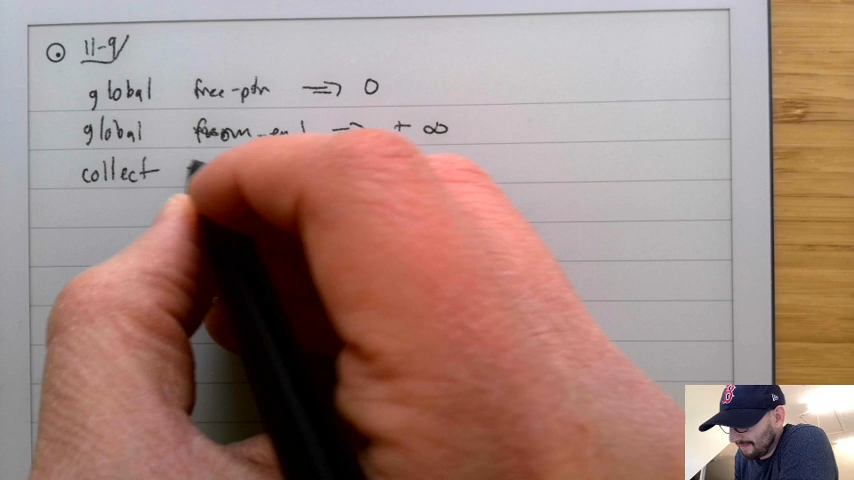 11-9
global free-ptr => 0
global => + ∞
collect
B